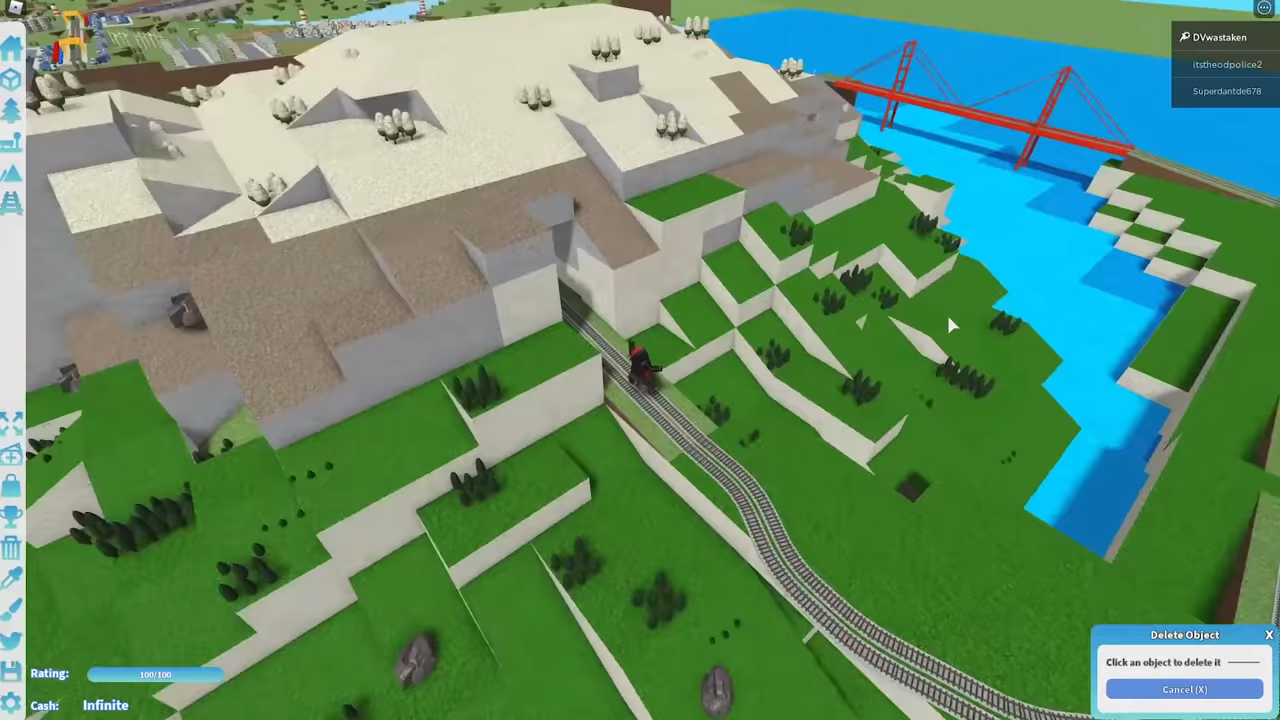 DVwastaken
itstheodpolice2
Superdantde678
Delete Object
X
Click an object to delete it
Cancel (X)
Rating:
100/100
Cash:
Infinite